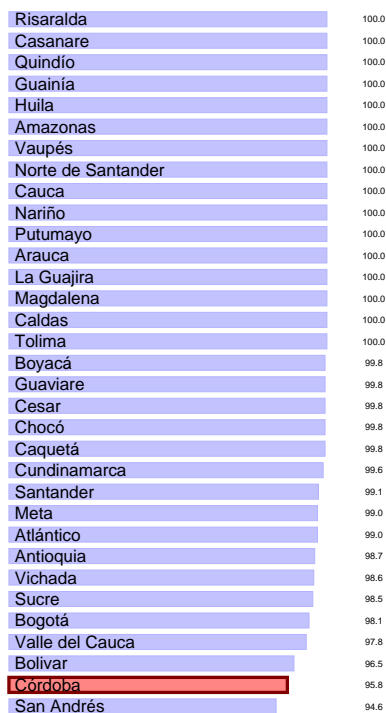 Risaralda 100.0
Casanare 100.0
Quindío 100.0
Guainía 100.0
Huila 100.0
Amazonas 100.0
Vaupés 100.0
Norte de Santander 100.0
Cauca 100.0
Nariño 100.0
Putumayo 100.0
Arauca 100.0
La Guajira 100.0
Magdalena 100.0
Caldas 100.0
Tolima 100.0
Boyacá 99.8
Guaviare 99.8
Cesar 99.8
Chocó 99.8
Caquetá 99.8
Cundinamarca 99.6
Santander 99.1
Meta 99.0
Atlántico 99.0
Antioquia 98.7
Vichada 98.6
Sucre 98.5
Bogotá 98.1
Valle del Cauca 97.8
Bolivar 96.5
Córdoba 95.8
San Andrés 94.6